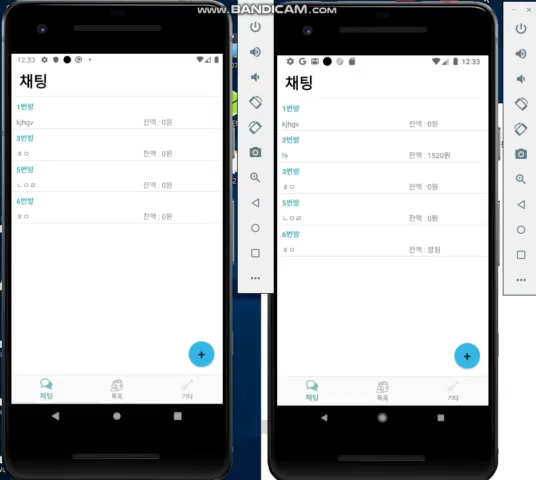 www.BANDICAM.com
12:33
채팅
1번방
kjhgv
잔액 : 0원
3번방
ㅎㅇ
잔액 : 0원
5번방
ㄴㅇㄹ
잔액 : 0원
6번방
ㅎㅇ
잔액 : 0원
+
채팅
목록
기타
12:33
채팅
1번방
kjhgv
잔액 : 0원
2번방
hi
잔액 : 1520원
3번방
ㅎㅇ
잔액 : 0원
5번방
ㄴㅇㄹ
잔액 : 0원
6번방
ㅎㅇ
잔액 : 방원
+
채팅
목록
기타